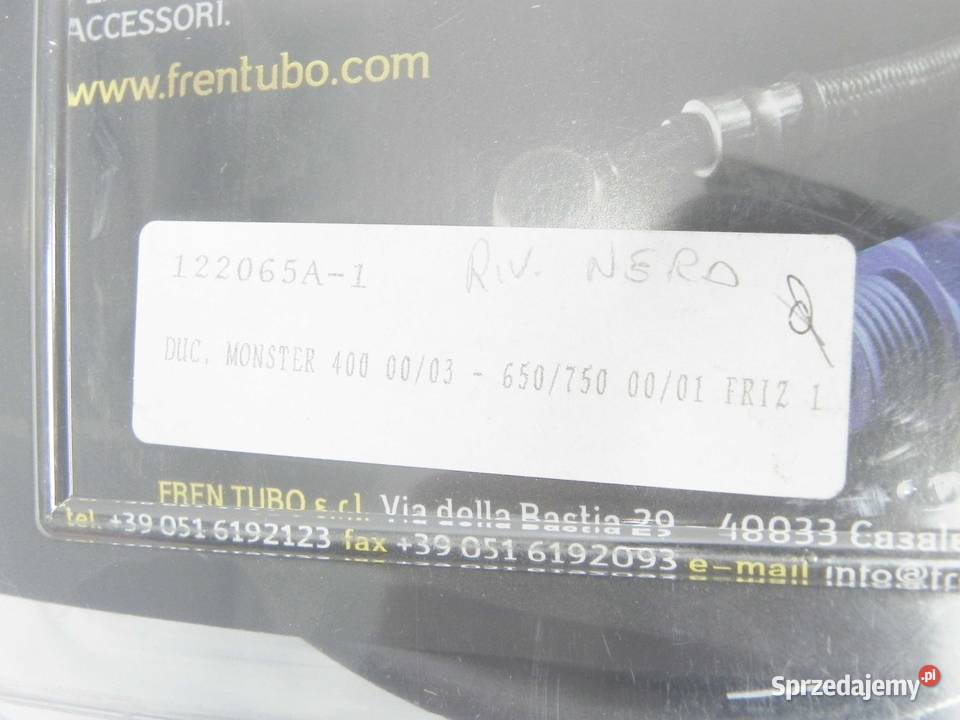 ACCESSORI.
www.frentubo.com
122065A-1 RIV. NERO
DUC. MONSTER 400 00/03 - 650/750 00/01 FRIZ 1
FREN TUBO s.r.l. Via della Bastia 29 40033 Casale
tel. +39 051 6192123 fax +39 051 6192093 e-mail info@fr
Sprzedajemy.pl